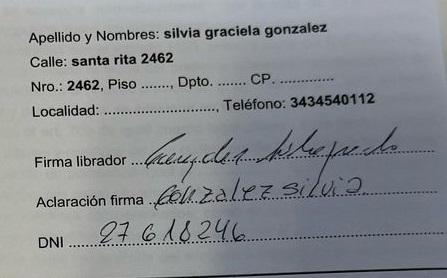 Apellido y Nombres: silvia graciela gonzalez
Calle: santa rita 2462
Nro.: 2462, Piso ......., Dpto. ....... CP. .............
Localidad: .........................., Teléfono: 3434540112
Firma librador ...
Aclaración firma ... Gonzalez silvia
DNI ... 27618246